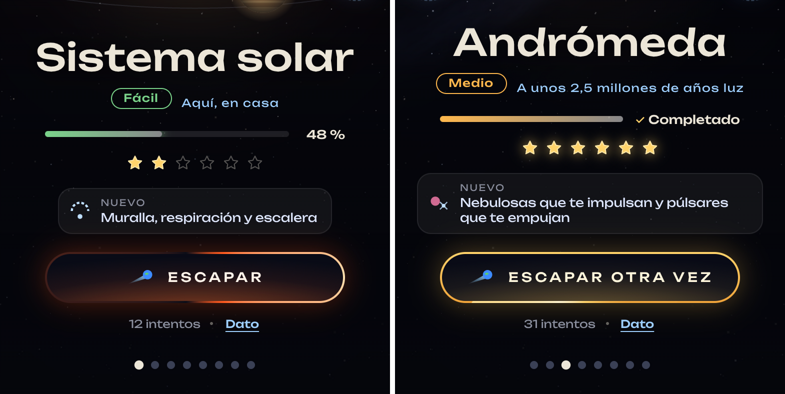 Sistema solar
Fácil
Aquí, en casa
48 %
NUEVO
Muralla, respiración y escalera
ESCAPAR
12 intentos • Dato
Andrómeda
Medio
A unos 2,5 millones de años luz
✓ Completado
NUEVO
Nebulosas que te impulsan y púlsares
que te empujan
ESCAPAR OTRA VEZ
31 intentos • Dato